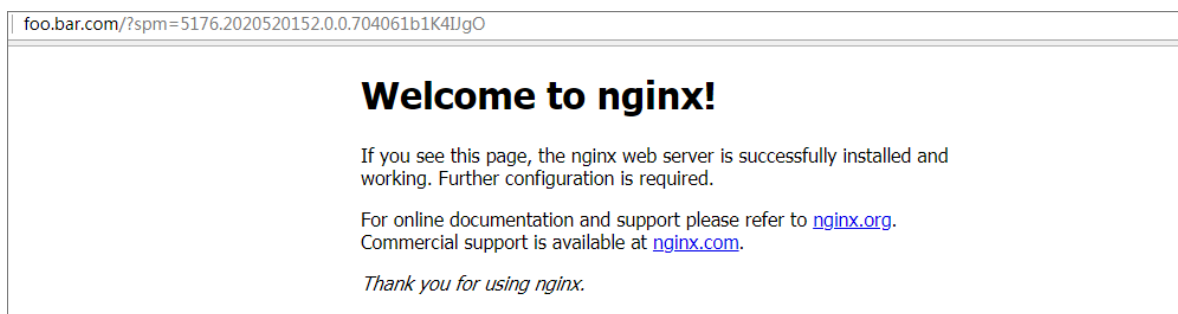 foo.bar.com/?spm=5176.2020520152.0.0.704061b1K4IJgO
Welcome to nginx!
If you see this page, the nginx web server is successfully installed and
working. Further configuration is required.
For online documentation and support please refer to nginx.org.
Commercial support is available at nginx.com.
Thank you for using nginx.